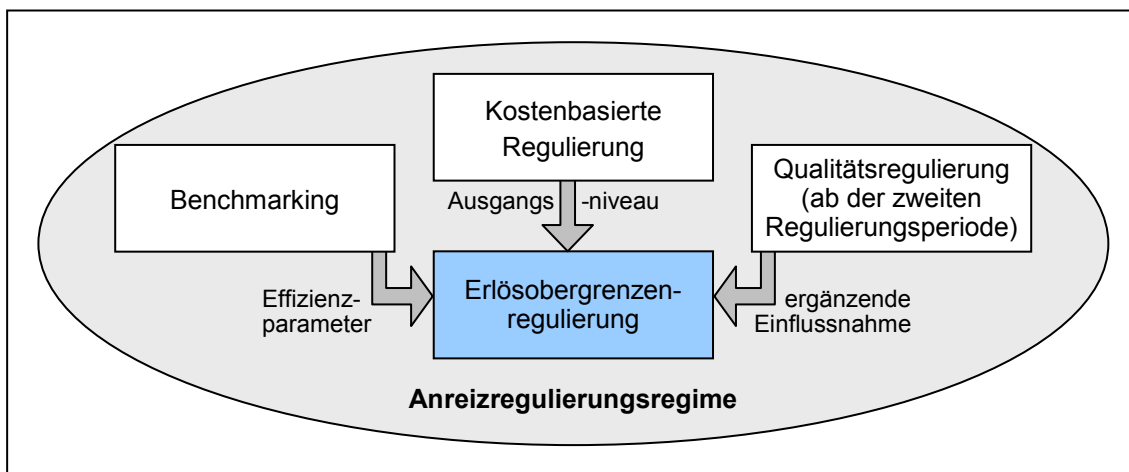 Kostenbasierte
Regulierung
Benchmarking
Qualitätsregulierung
(ab der zweiten
Regulierungsperiode)
Ausgangs -niveau
Erlösobergrenzen-
regulierung
Effizienz-
parameter
ergänzende
Einflussnahme
Anreizregulierungsregime